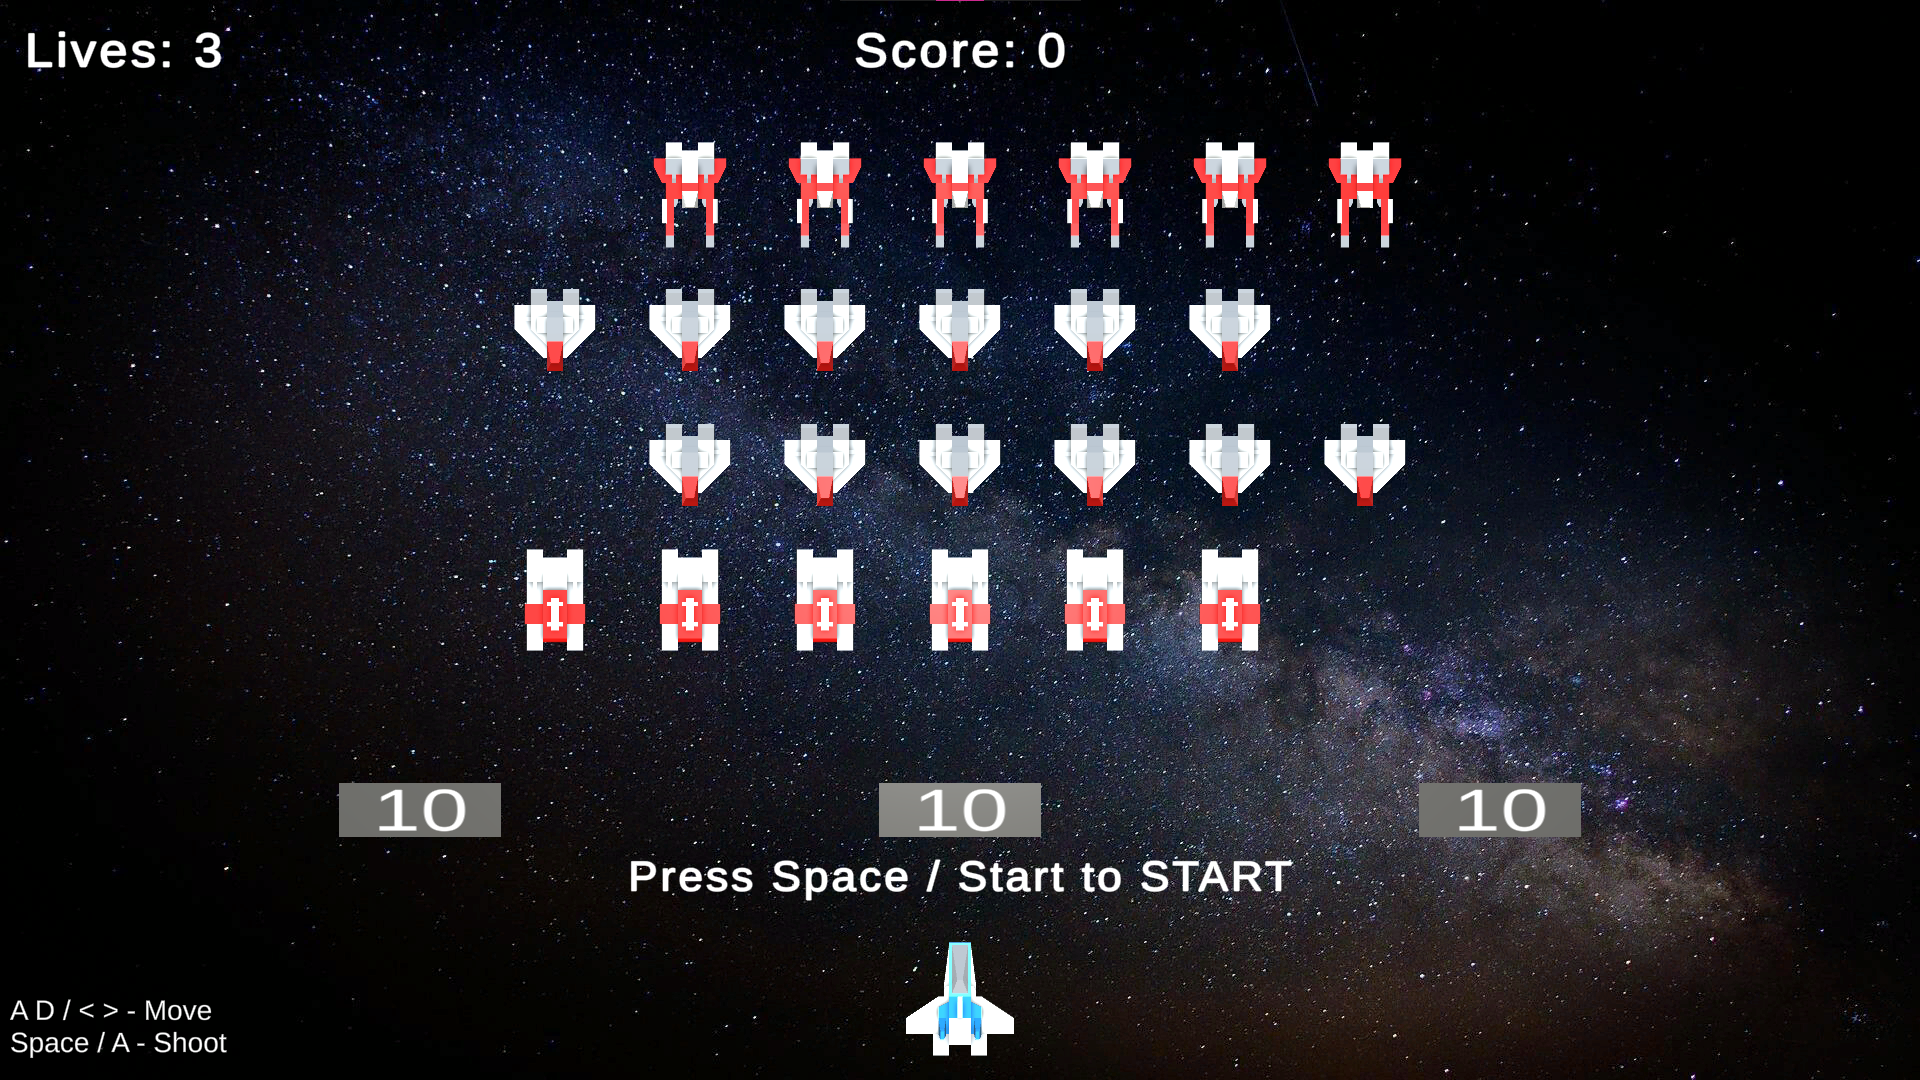 Lives: 3
Score: 0
10
10
10
Press Space / Start to START
A D / < > - Move
Space / A - Shoot